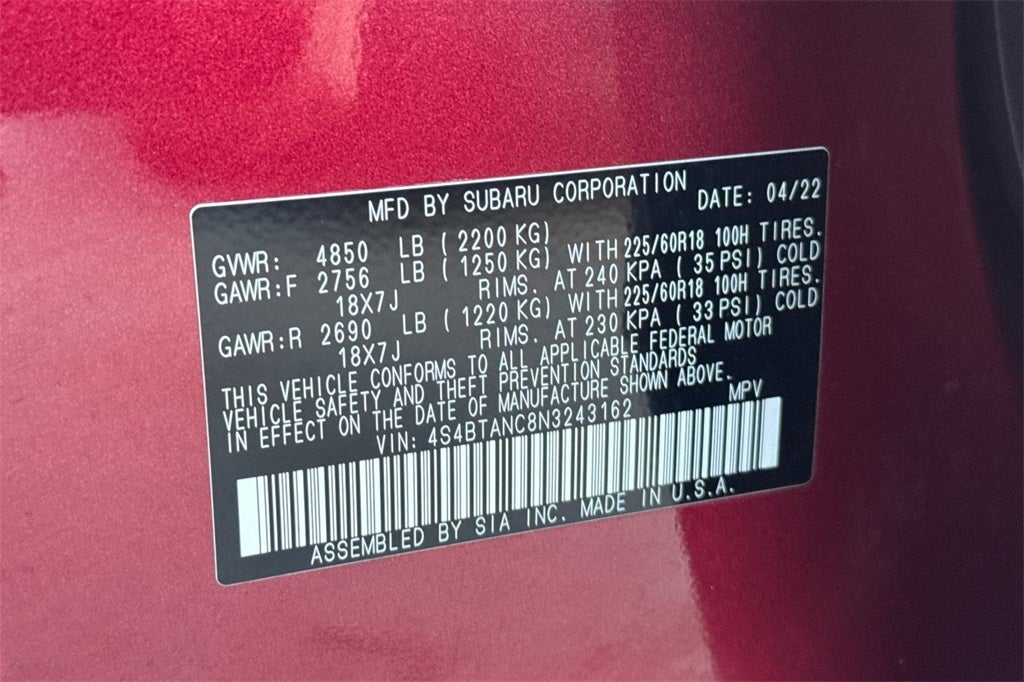 MFD BY SUBARU CORPORATION DATE: 04/22
GVWR: 4850 LB ( 2200 KG)
GAWR:F 2756 LB ( 1250 KG) WITH 225/60R18 100H TIRES.
18X7J RIMS. AT 240 KPA ( 35 PSI) COLD
GAWR:R 2690 LB ( 1220 KG) WITH 225/60R18 100H TIRES.
18X7J RIMS. AT 230 KPA ( 33 PSI) COLD
THIS VEHICLE CONFORMS TO ALL APPLICABLE FEDERAL MOTOR
VEHICLE SAFETY AND THEFT PREVENTION STANDARDS
IN EFFECT ON THE DATE OF MANUFACTURE SHOWN ABOVE.
VIN: 4S4BTANC8N3243162 MPV
ASSEMBLED BY SIA INC. MADE IN U.S.A.